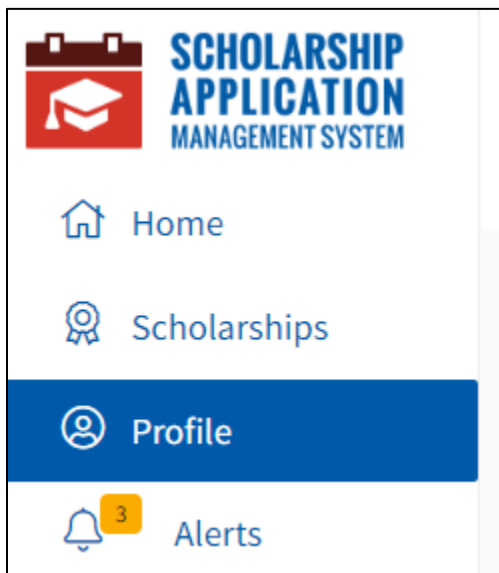 SCHOLARSHIP
APPLICATION
MANAGEMENT SYSTEM
Home
Scholarships
Profile
3
Alerts